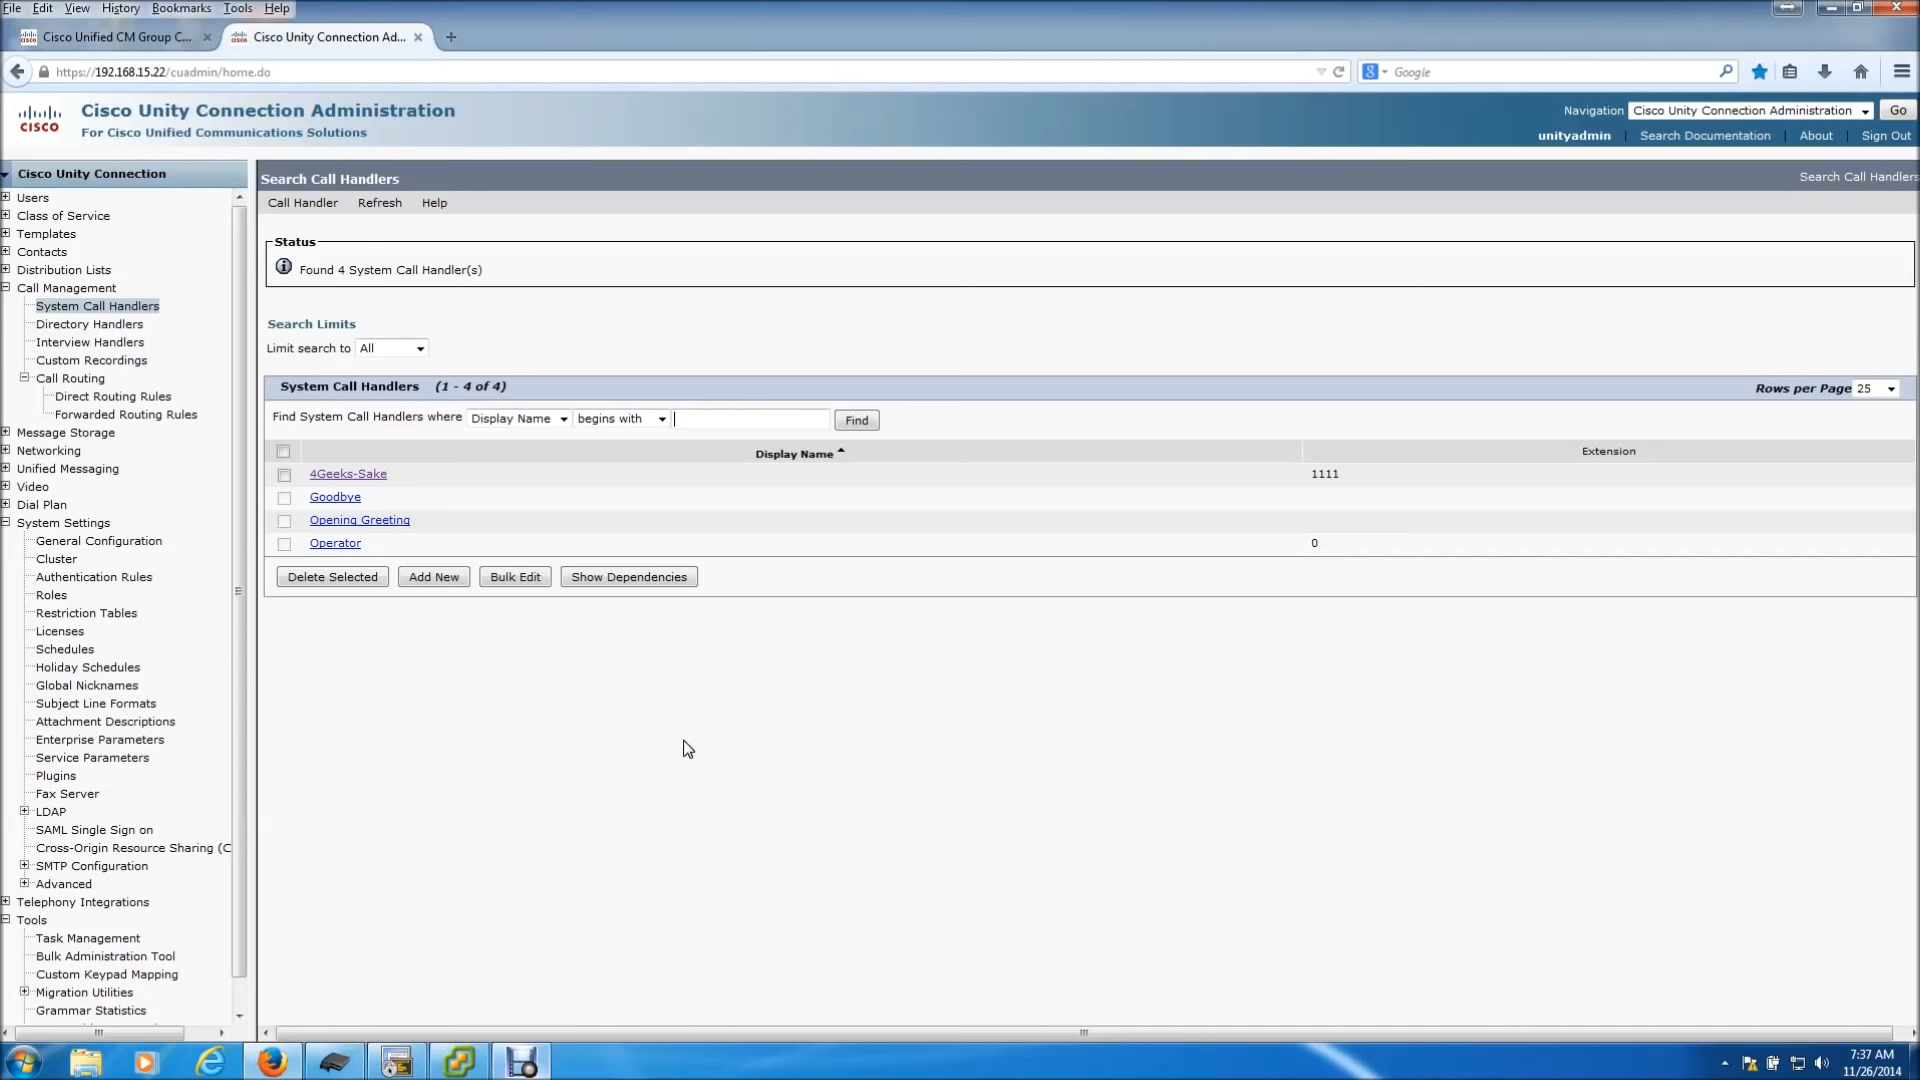 File Edit View History Bookmarks Tools Help
Cisco Unified CM Group C... × Cisco Unity Connection Ad... × +
https://192.168.15.22/cuadmin/home.do
Google
Cisco Unity Connection Administration
For Cisco Unified Communications Solutions
CISCO
Navigation Cisco Unity Connection Administration Go
unityadmin | Search Documentation | About | Sign Out
Cisco Unity Connection
Users
Class of Service
Templates
Contacts
Distribution Lists
Call Management
System Call Handlers
Directory Handlers
Interview Handlers
Custom Recordings
Call Routing
Direct Routing Rules
Forwarded Routing Rules
Message Storage
Networking
Unified Messaging
Video
Dial Plan
System Settings
General Configuration
Cluster
Authentication Rules
Roles
Restriction Tables
Licenses
Schedules
Holiday Schedules
Global Nicknames
Subject Line Formats
Attachment Descriptions
Enterprise Parameters
Service Parameters
Plugins
Fax Server
LDAP
SAML Single Sign on
Cross-Origin Resource Sharing (C
SMTP Configuration
Advanced
Telephony Integrations
Tools
Task Management
Bulk Administration Tool
Custom Keypad Mapping
Migration Utilities
Grammar Statistics
Search Call Handlers
Search Call Handlers
Call Handler Refresh Help
Status
Found 4 System Call Handler(s)
Search Limits
Limit search to All
System Call Handlers (1 - 4 of 4)
Rows per Page 25
Find System Call Handlers where Display Name begins with Find
Display Name Extension
4Geeks-Sake 1111
Goodbye
Opening Greeting
Operator 0
Delete Selected Add New Bulk Edit Show Dependencies
7:37 AM
11/26/2014